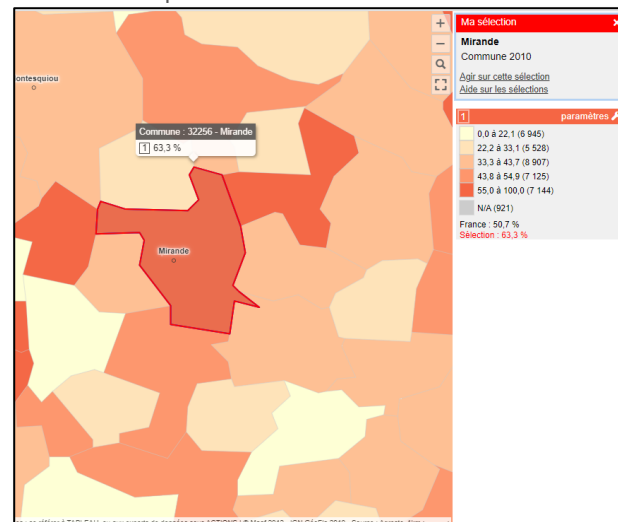 ontesquiou
Commune : 32256 - Mirande
1 63,3 %
Mirande
+
−
Ma sélection ×
Mirande
Commune 2010
Agir sur cette sélection
Aide sur les sélections
1 paramètres
0,0 à 22,1 (6 945)
22,2 à 33,1 (5 528)
33,3 à 43,7 (8 907)
43,8 à 54,9 (7 125)
55,0 à 100,0 (7 144)
N/A (921)
France : 50,7 %
Sélection : 63,3 %